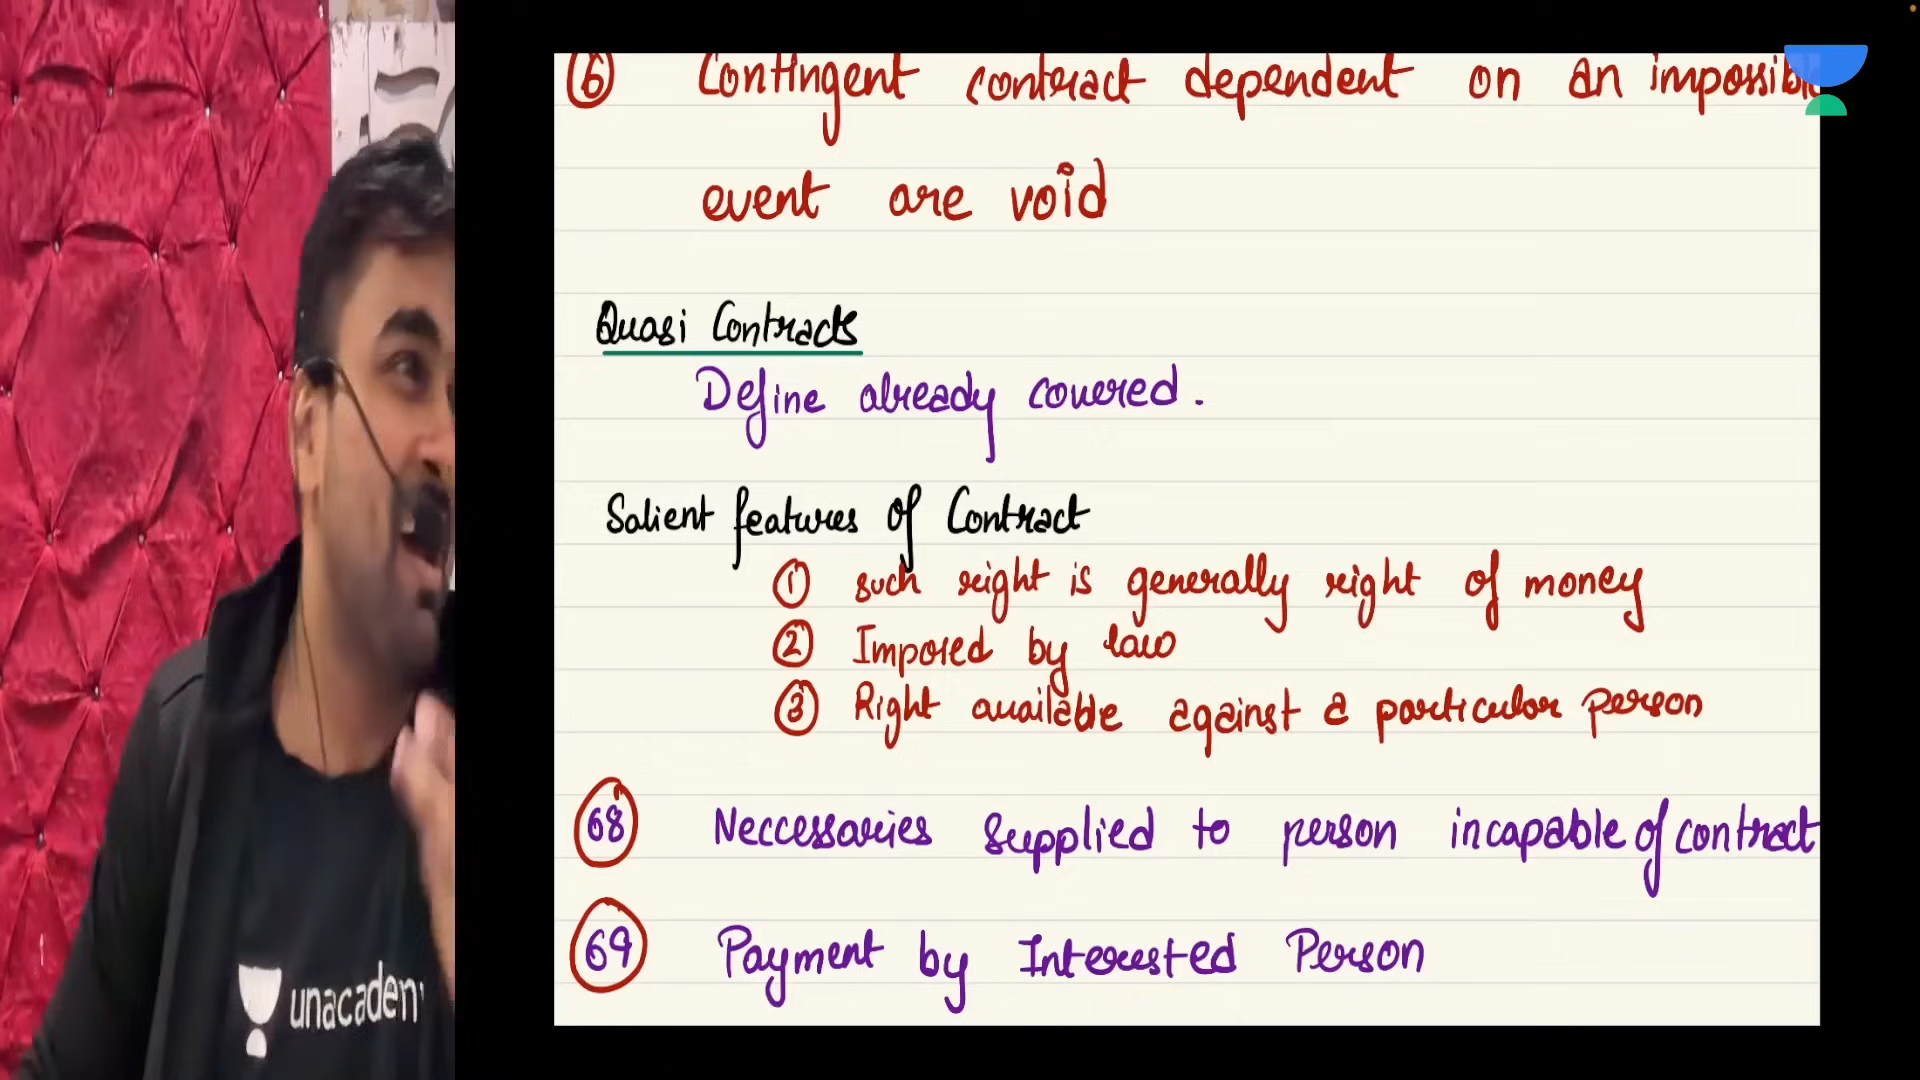 6 Contingent contract dependent on an impossible
event are void
Quasi Contracts
Define already covered.
Salient features of Contract
1 such right is generally right of money
2 Imposed by law
3 Right available against a particular person
68 Neccessaries supplied to person incapable of contract
69 Payment by Interested Person
unacadem